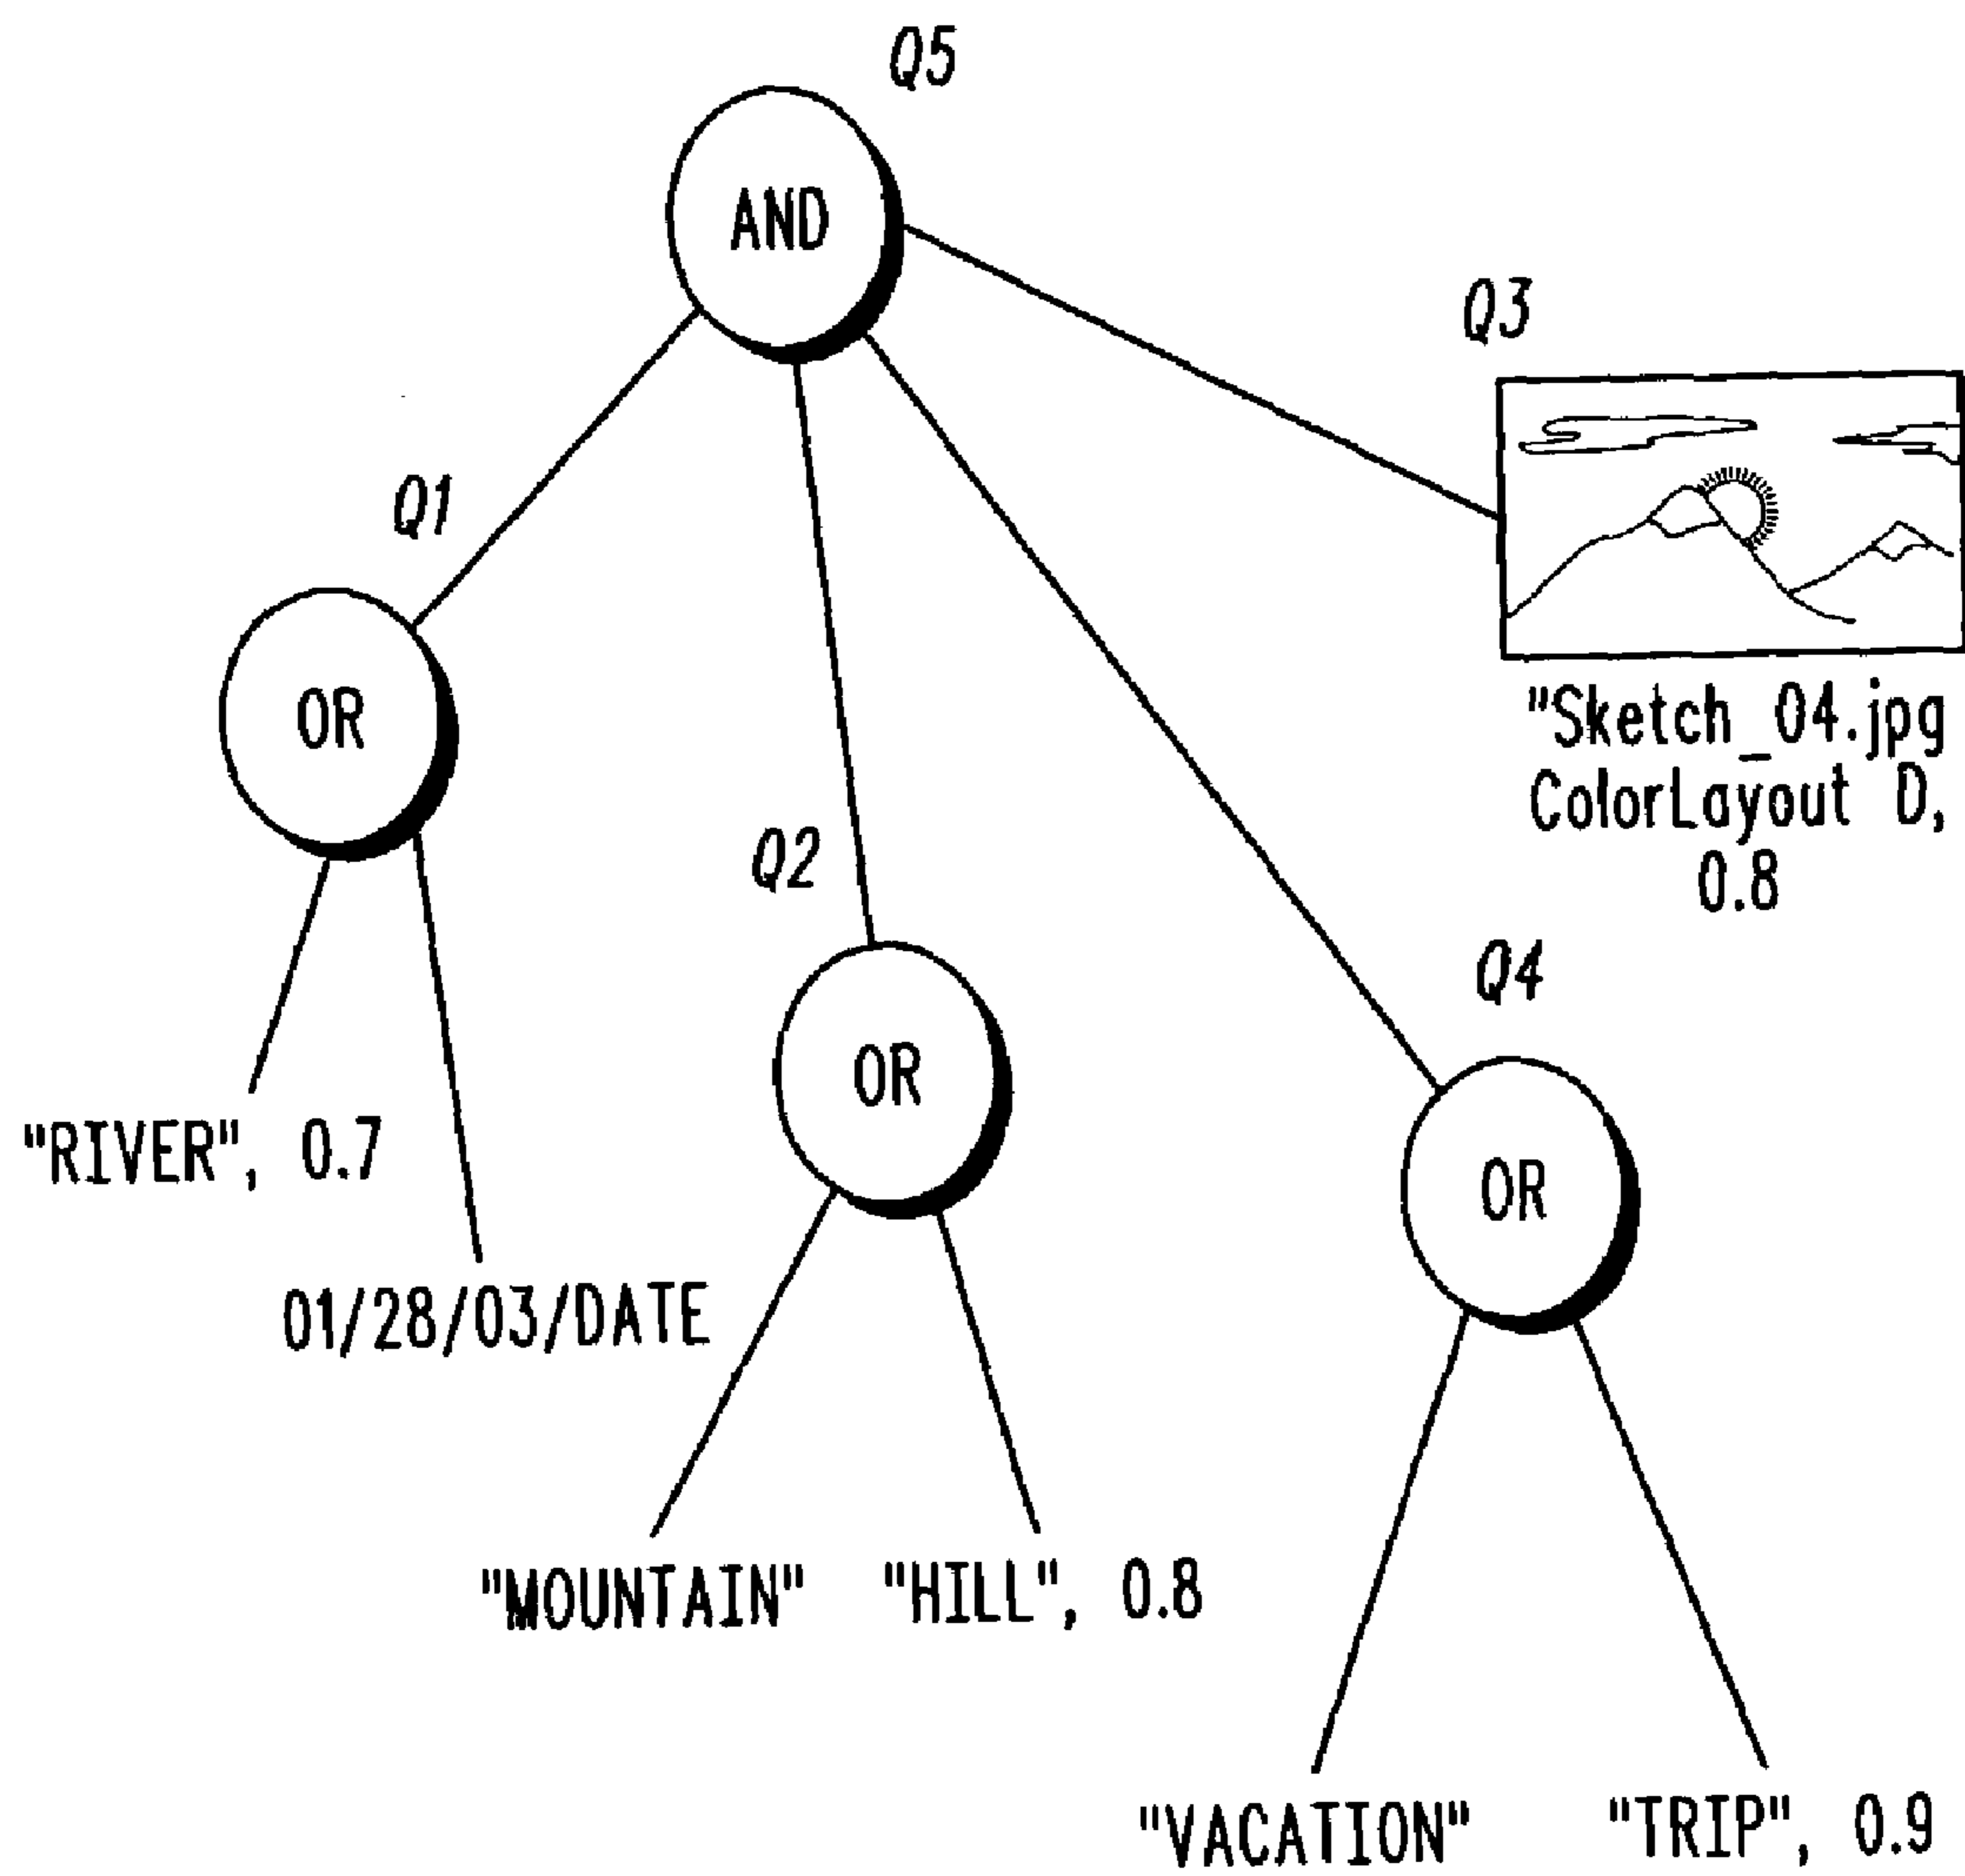 Q5
AND
Q3
Q1
"Sketch_04.jpg
ColorLayout D,
0.8
OR
Q2
Q4
OR
"RIVER", 0.7
OR
01/28/03/DATE
"MOUNTAIN" "HILL", 0.8
"VACATION" "TRIP", 0.9